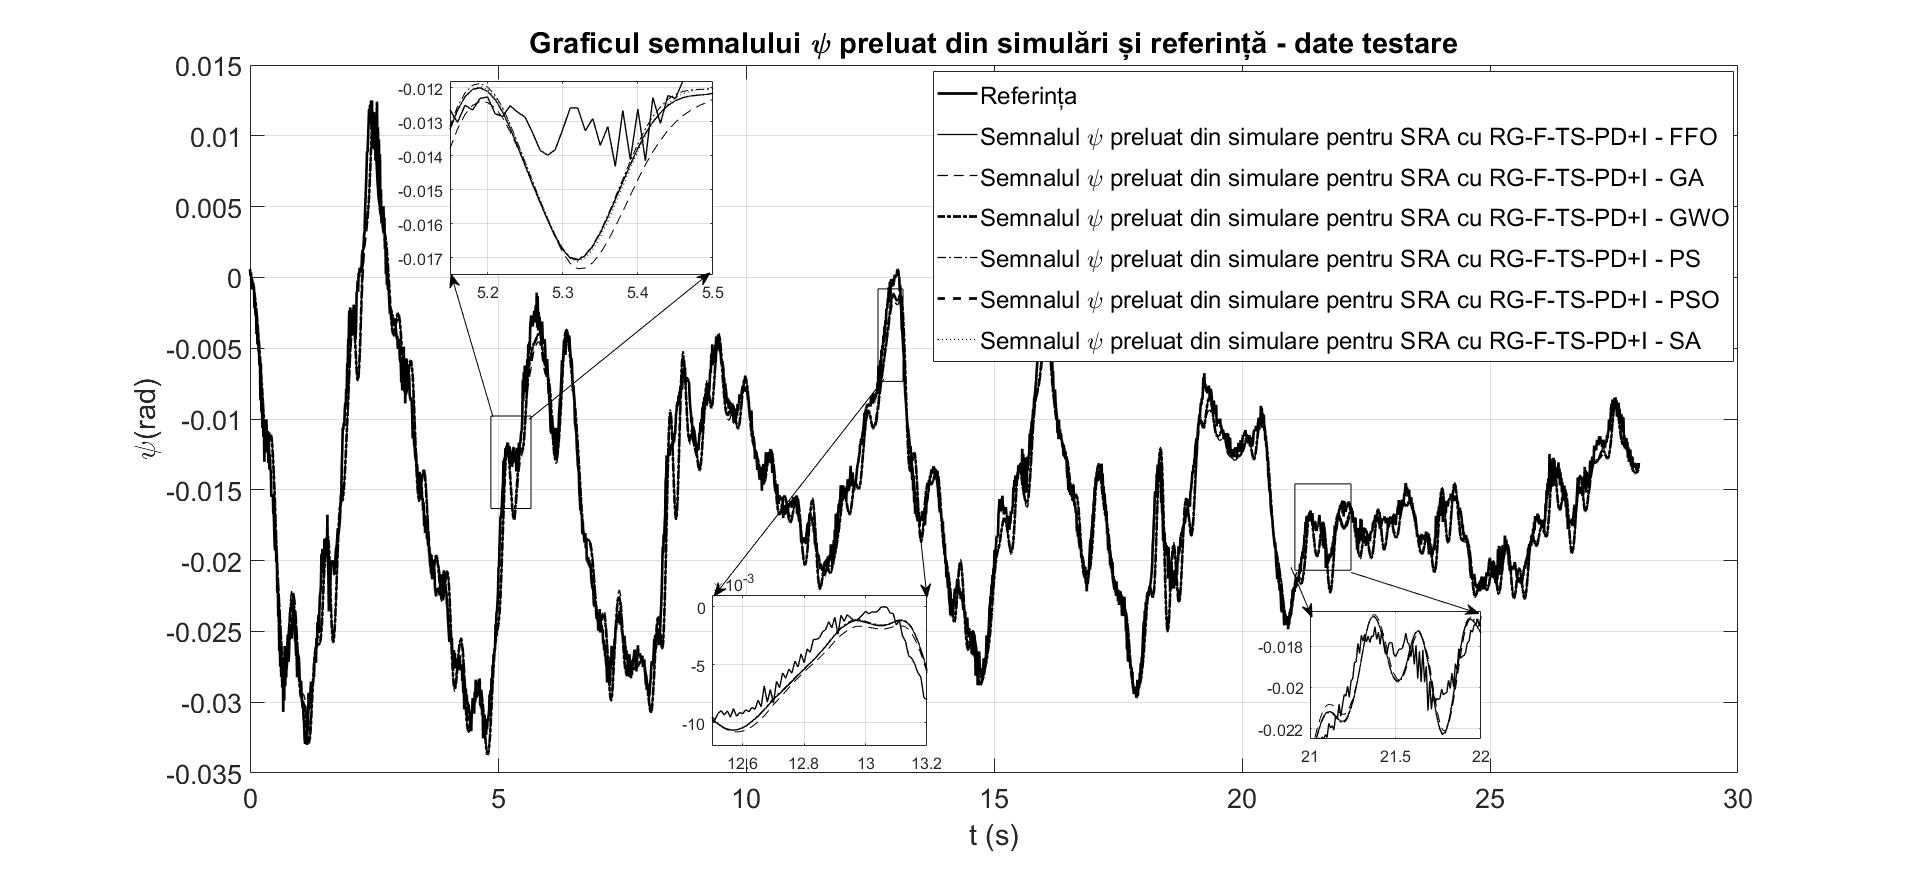 Graficul semnalului ψ preluat din simulări și referință - date testare
Referința
Semnalul ψ preluat din simulare pentru SRA cu RG-F-TS-PD+I - FFO
Semnalul ψ preluat din simulare pentru SRA cu RG-F-TS-PD+I - GA
Semnalul ψ preluat din simulare pentru SRA cu RG-F-TS-PD+I - GWO
Semnalul ψ preluat din simulare pentru SRA cu RG-F-TS-PD+I - PS
Semnalul ψ preluat din simulare pentru SRA cu RG-F-TS-PD+I - PSO
Semnalul ψ preluat din simulare pentru SRA cu RG-F-TS-PD+I - SA
0.015
0.01
0.005
0
-0.005
-0.01
-0.015
-0.02
-0.025
-0.03
-0.035
ψ(rad)
-0.012
-0.013
-0.014
-0.015
-0.016
-0.017
5.2 5.3 5.4 5.5
10-3
0
-5
-10
12.6 12.8 13 13.2
-0.018
-0.02
-0.022
21 21.5 22
0 5 10 15 20 25 30
t (s)